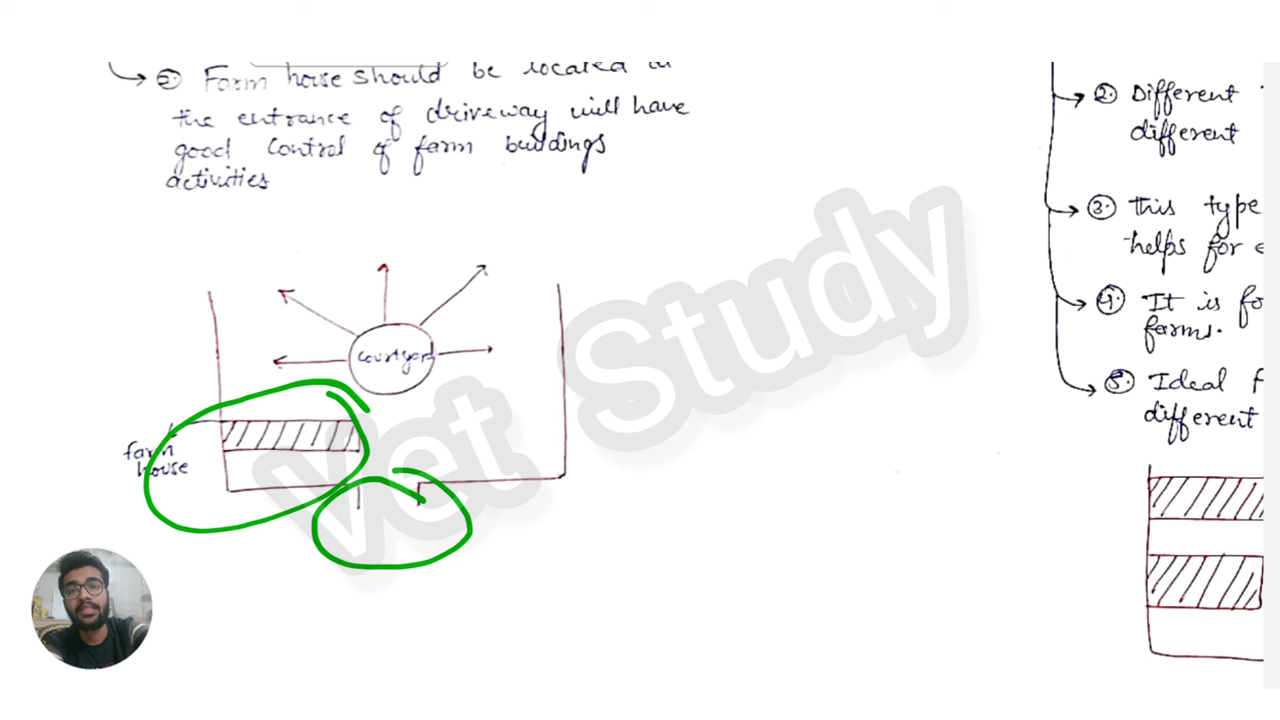 ② Farm house should be located in
the entrance of driveway will have
good control of farm buildings
activities
courtyard
farm
house
② Different
different
③ this type
helps for
④ It is fo
farms.
⑤ Ideal f
different
Vet Study